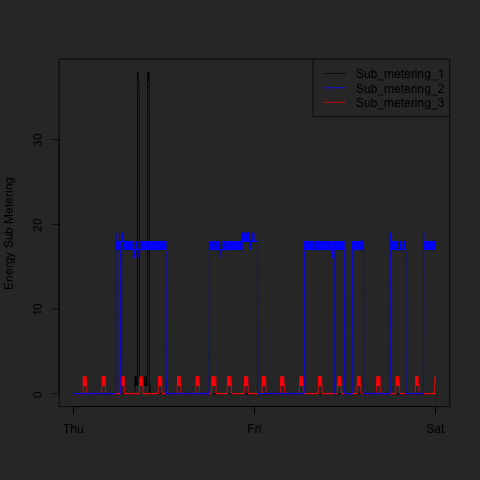 Sub_metering_1
Sub_metering_2
Sub_metering_3
Energy Sub Metering
30
20
10
0
Thu
Fri
Sat